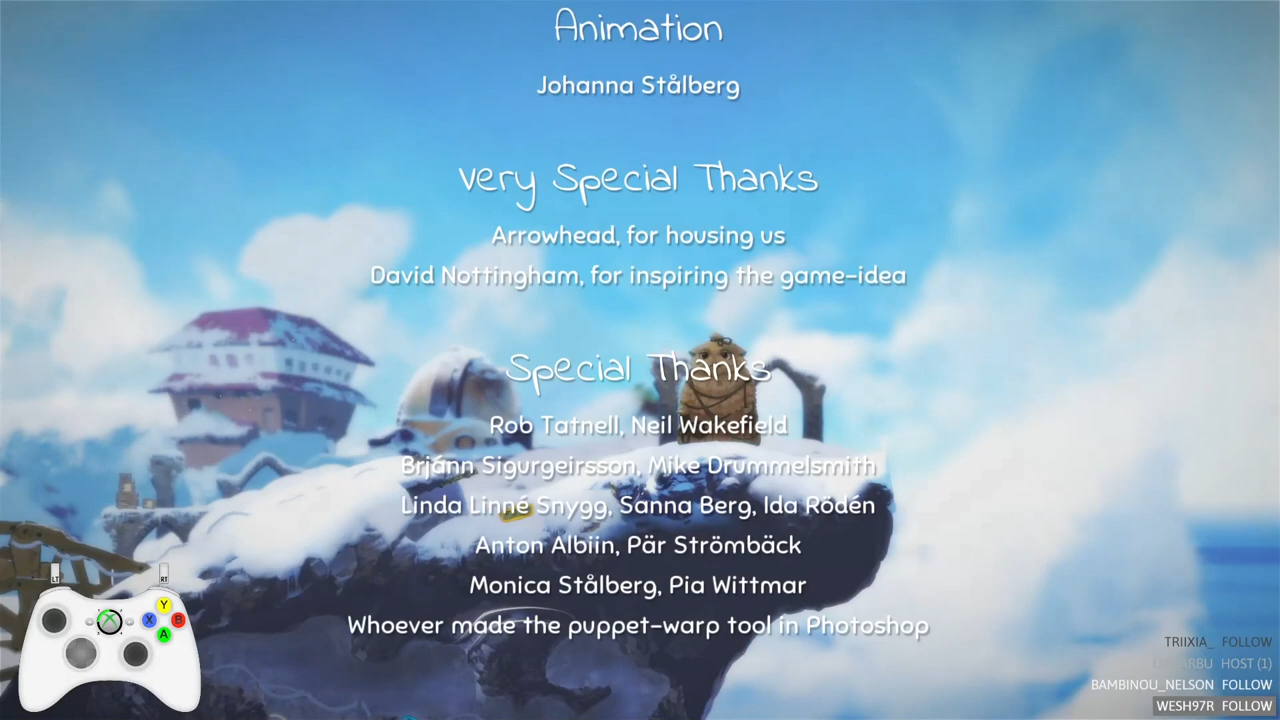 Animation
Johanna Stålberg
Very Special Thanks
Arrowhead, for housing us
David Nottingham, for inspiring the game-idea
Special Thanks
Rob Tatnell, Neil Wakefield
Brjánn Sigurgeirsson, Mike Drummelsmith
Linda Linné Snygg, Sanna Berg, Ida Rödén
Anton Albiin, Pär Strömbäck
Monica Stålberg, Pia Wittmar
Whoever made the puppet-warp tool in Photoshop
LT RT
Y
X B
A
TRIIXIA_ FOLLOW
HOST (1)
BAMBINOU_NELSON FOLLOW
WESH97R FOLLOW